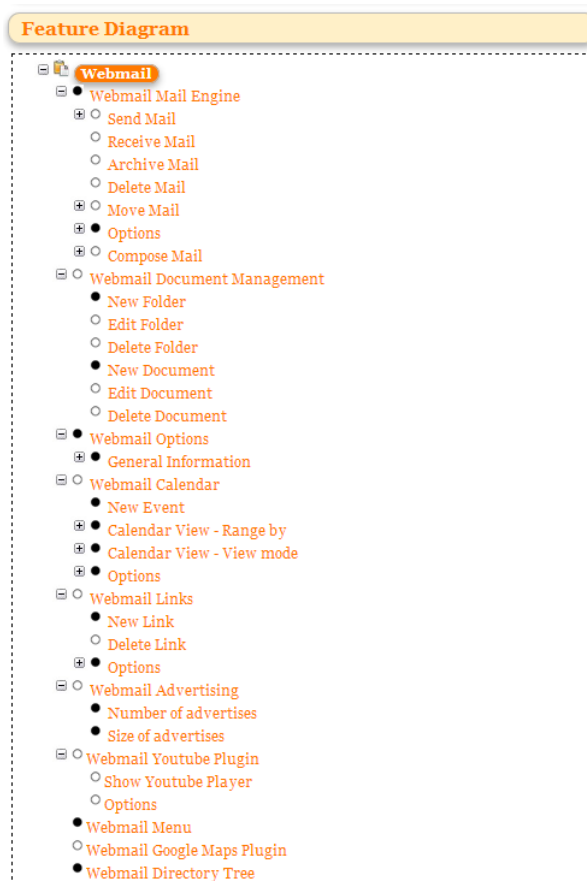 Feature Diagram
Webmail
Webmail Mail Engine
Send Mail
Receive Mail
Archive Mail
Delete Mail
Move Mail
Options
Compose Mail
Webmail Document Management
New Folder
Edit Folder
Delete Folder
New Document
Edit Document
Delete Document
Webmail Options
General Information
Webmail Calendar
New Event
Calendar View - Range by
Calendar View - View mode
Options
Webmail Links
New Link
Delete Link
Options
Webmail Advertising
Number of advertises
Size of advertises
Webmail Youtube Plugin
Show Youtube Player
Options
Webmail Menu
Webmail Google Maps Plugin
Webmail Directory Tree